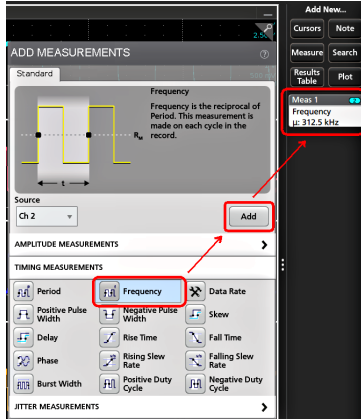 Add New...
2.50
Cursors
Note
ADD MEASUREMENTS
Measure
Search
Standard
Results
Table
Plot
Frequency
Frequency is the reciprocal of
Period. This measurement is
made on each cycle in the
record.
t
Meas 1
2
Frequency
µ: 312.5 kHz
Source
Ch 2
Add
AMPLITUDE MEASUREMENTS
TIMING MEASUREMENTS
Period
Frequency
Data Rate
Positive Pulse
Width
Negative Pulse
Width
Skew
Delay
Rise Time
Fall Time
Phase
Rising Slew
Rate
Falling Slew
Rate
Burst Width
Positive Duty
Cycle
Negative Duty
Cycle
JITTER MEASUREMENTS